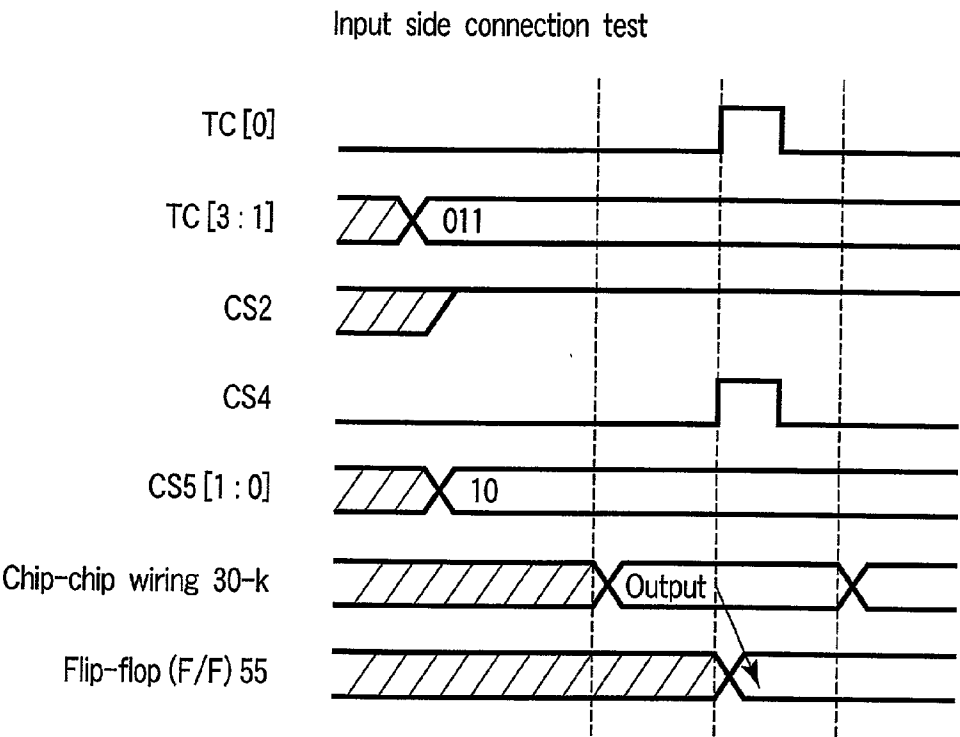 Input side connection test
TC[0]
TC[3:1]
011
CS2
CS4
CS5[1:0]
10
Chip-chip wiring 30-k
Output
Flip-flop (F/F) 55